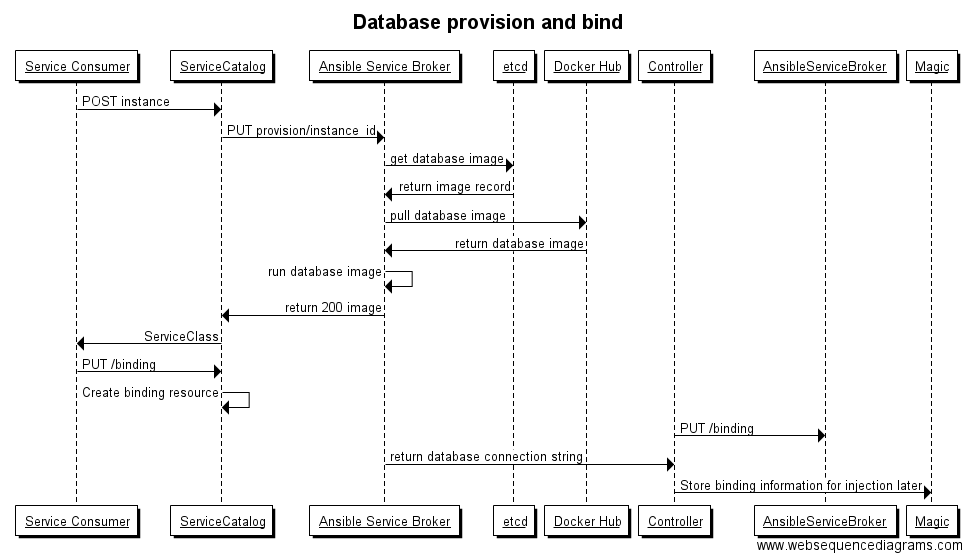 Database provision and bind
Service Consumer ServiceCatalog Ansible Service Broker etcd Docker Hub Controller AnsibleServiceBroker Magic
POST instance
PUT provision/instance_id
get database image
return image record
pull database image
return database image
run database image
return 200 image
ServiceClass
PUT /binding
Create binding resource
PUT /binding
return database connection string
Store binding information for injection later
Service Consumer ServiceCatalog Ansible Service Broker etcd Docker Hub Controller AnsibleServiceBroker Magic
www.websequencediagrams.com